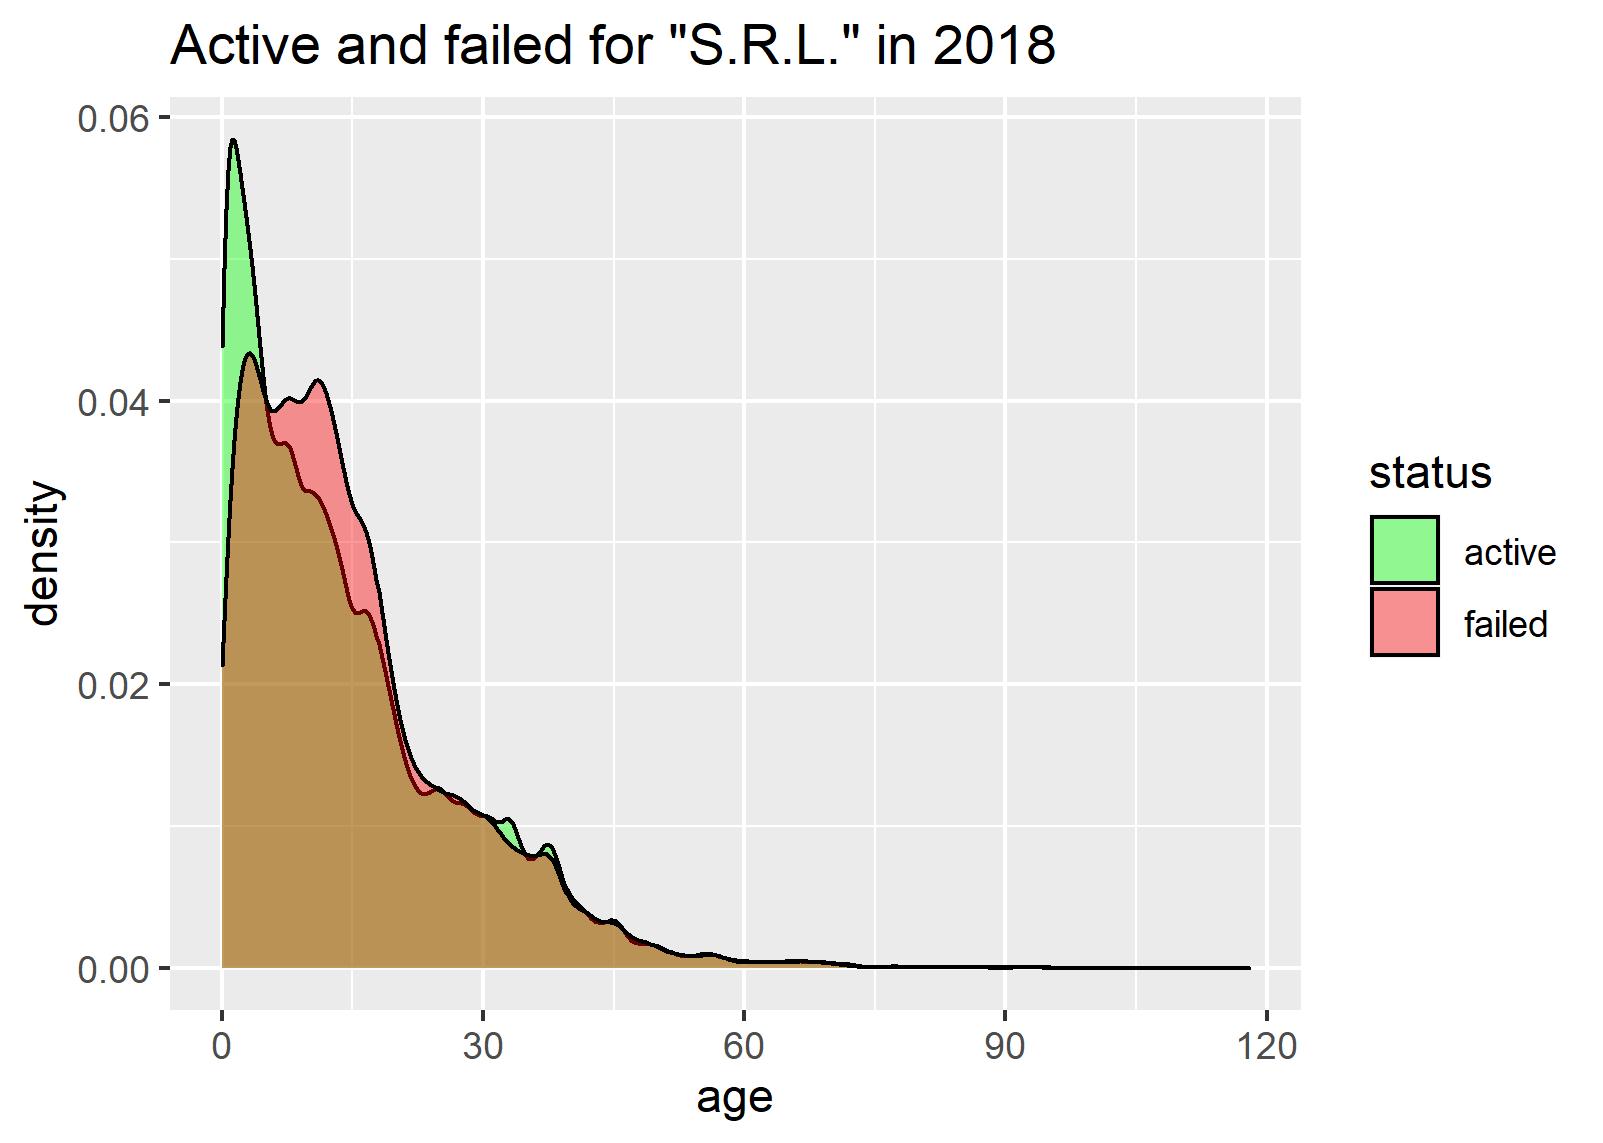 Active and failed for "S.R.L." in 2018
0.06
0.04
0.02
0.00
density
0 30 60 90 120
age
status
active
failed